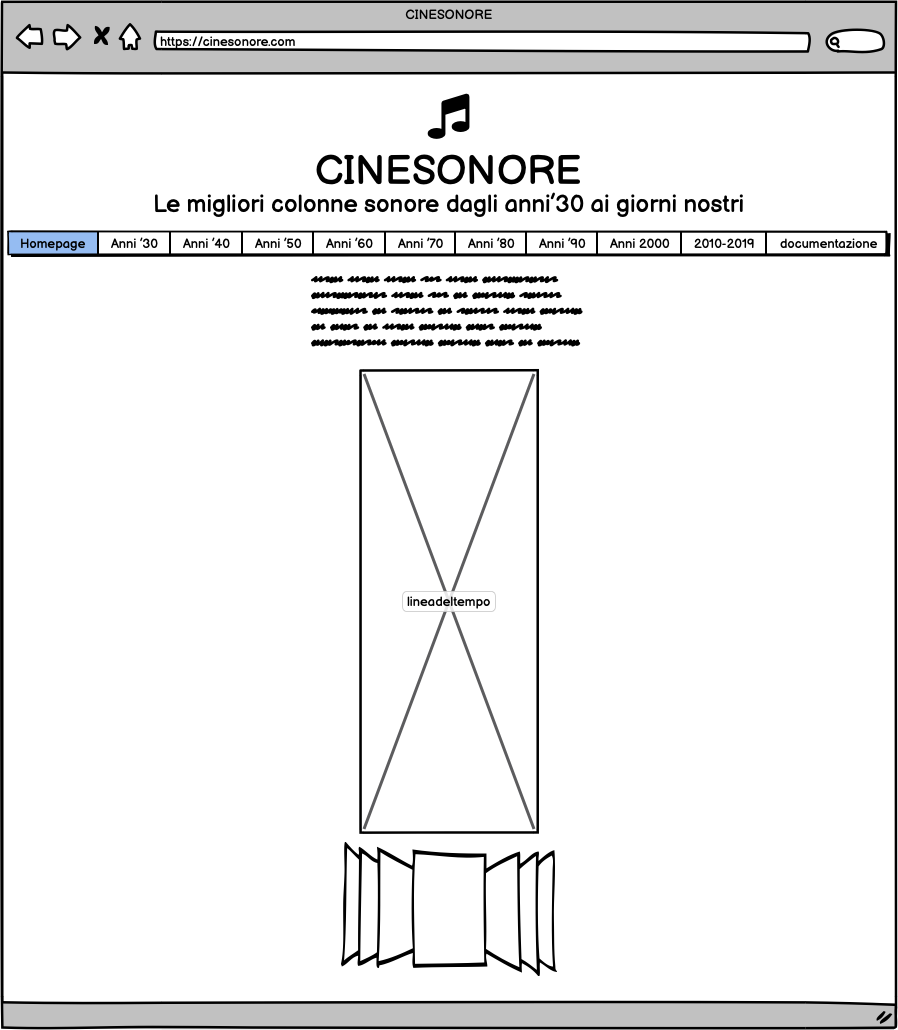 CINESONORE
https://cinesonore.com
CINESONORE
Le migliori colonne sonore dagli anni'30 ai giorni nostri
Homepage Anni '30 Anni '40 Anni '50 Anni '60 Anni '70 Anni '80 Anni '90 Anni 2000 2010-2019 documentazione
lineadeltempo